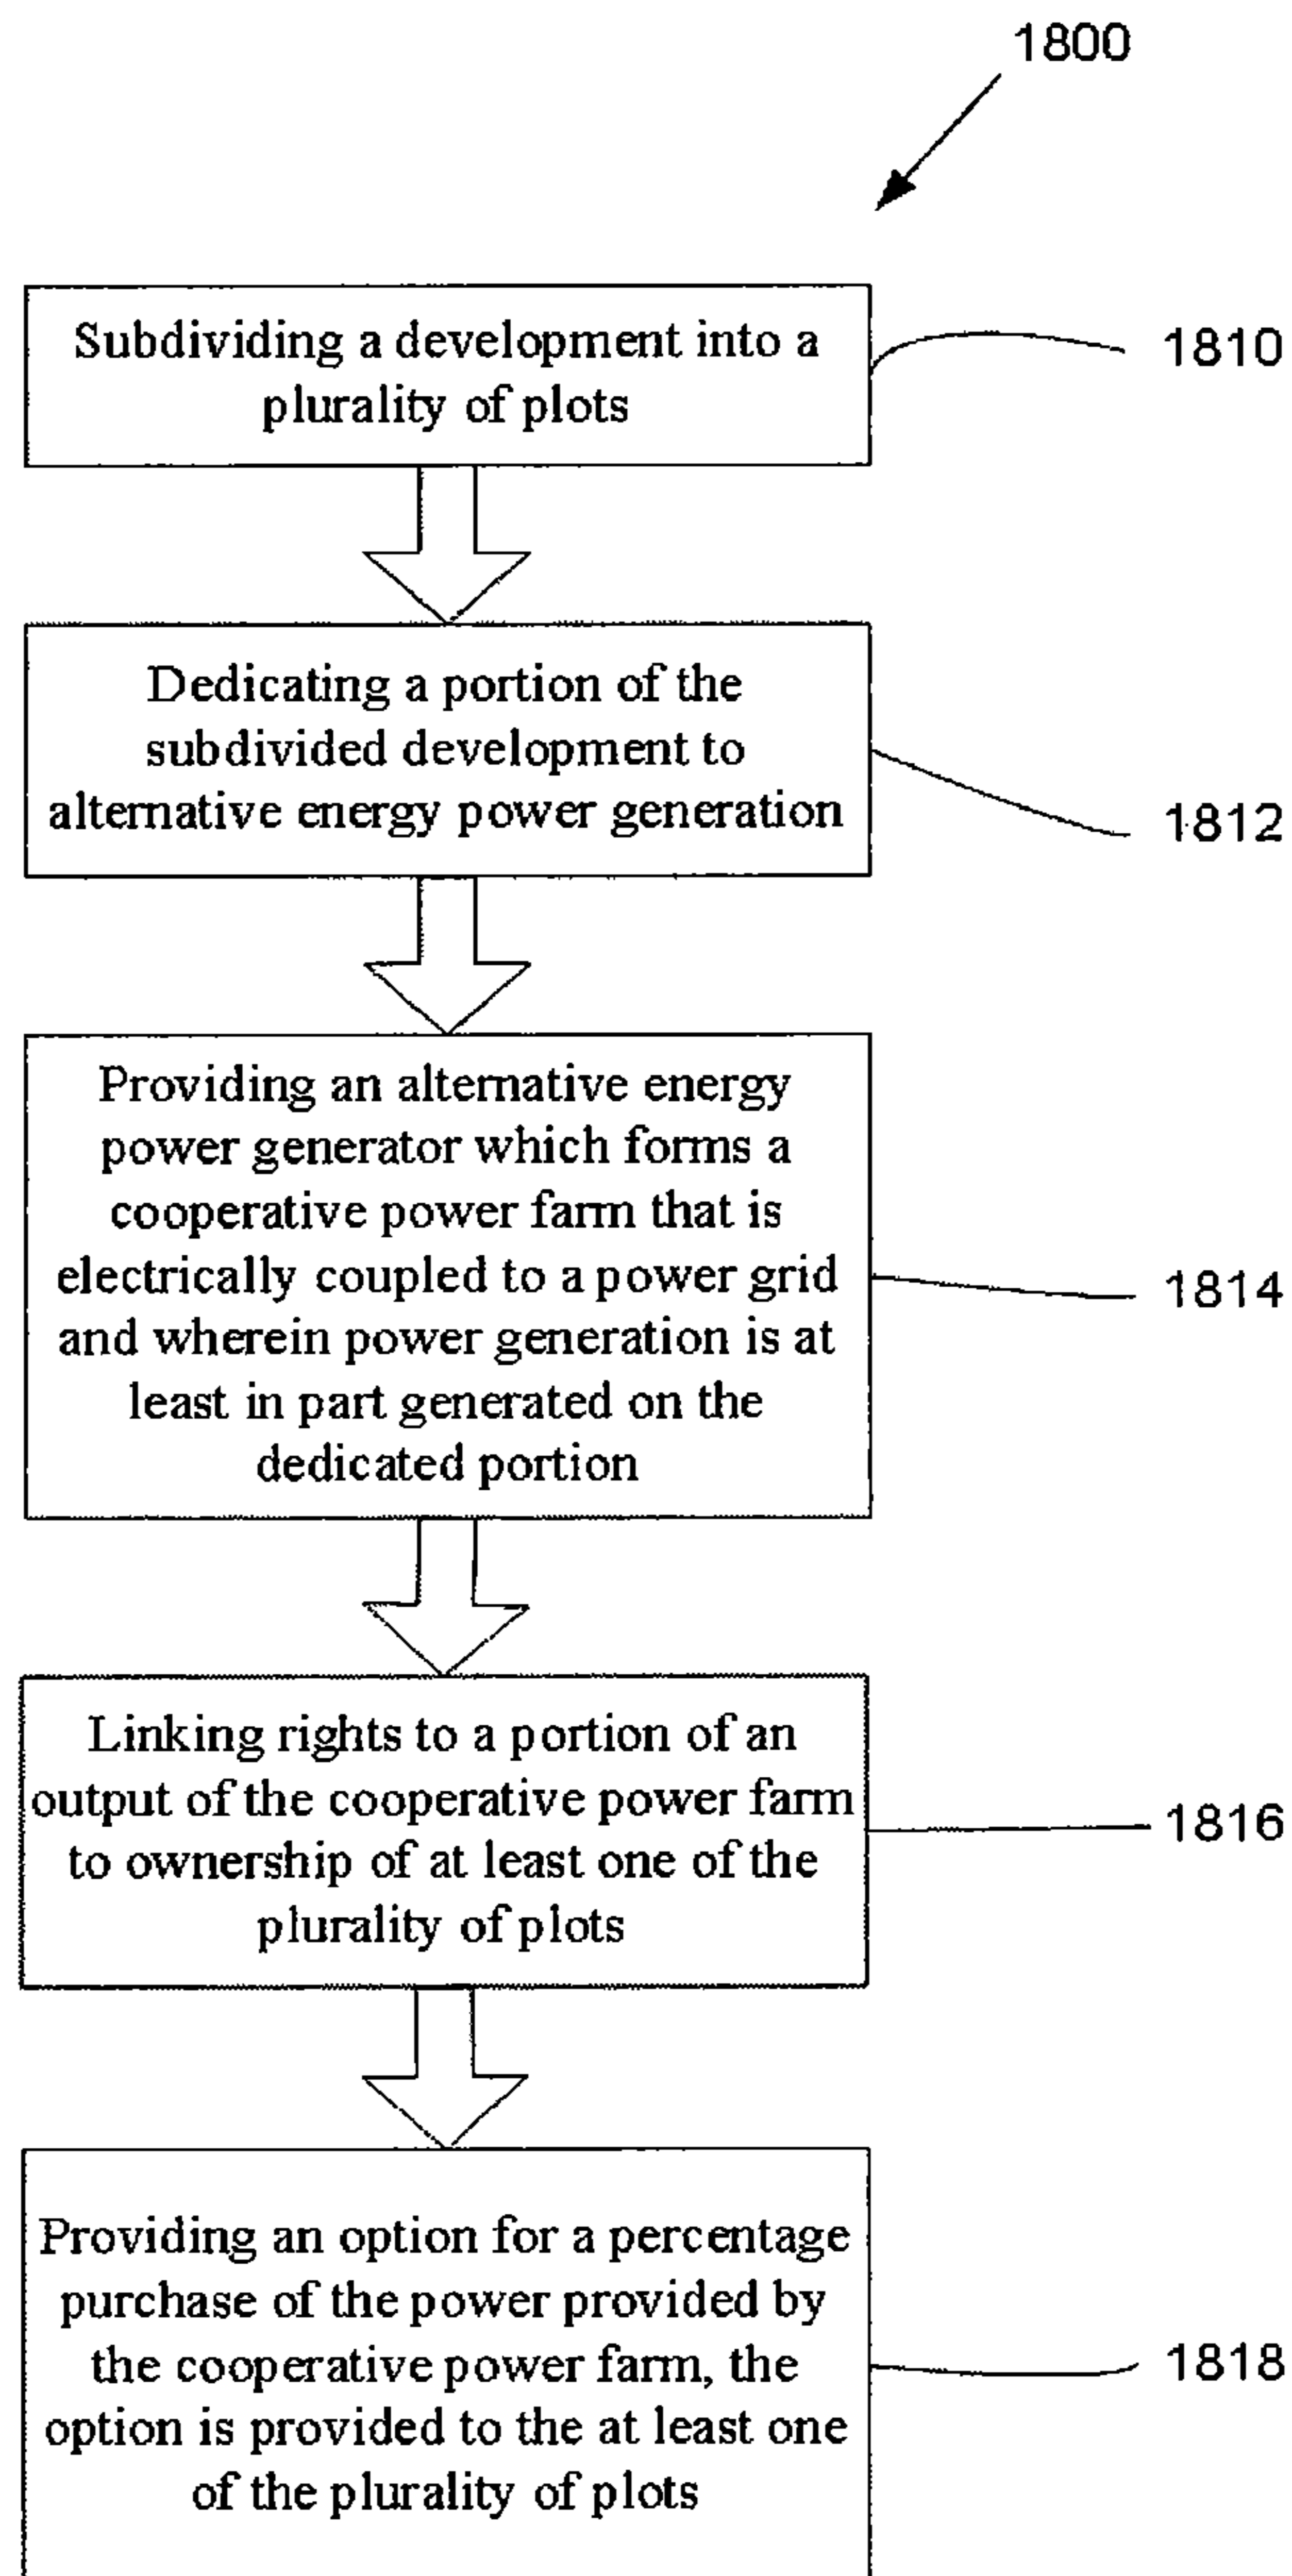 1800
Subdividing a development into a
plurality of plots
1810
Dedicating a portion of the
subdivided development to
alternative energy power generation
1812
Providing an alternative energy
power generator which forms a
cooperative power farm that is
electrically coupled to a power grid
and wherein power generation is at
least in part generated on the
dedicated portion
1814
Linking rights to a portion of an
output of the cooperative power farm
to ownership of at least one of the
plurality of plots
1816
Providing an option for a percentage
purchase of the power provided by
the cooperative power farm, the
option is provided to the at least one
of the plurality of plots
1818